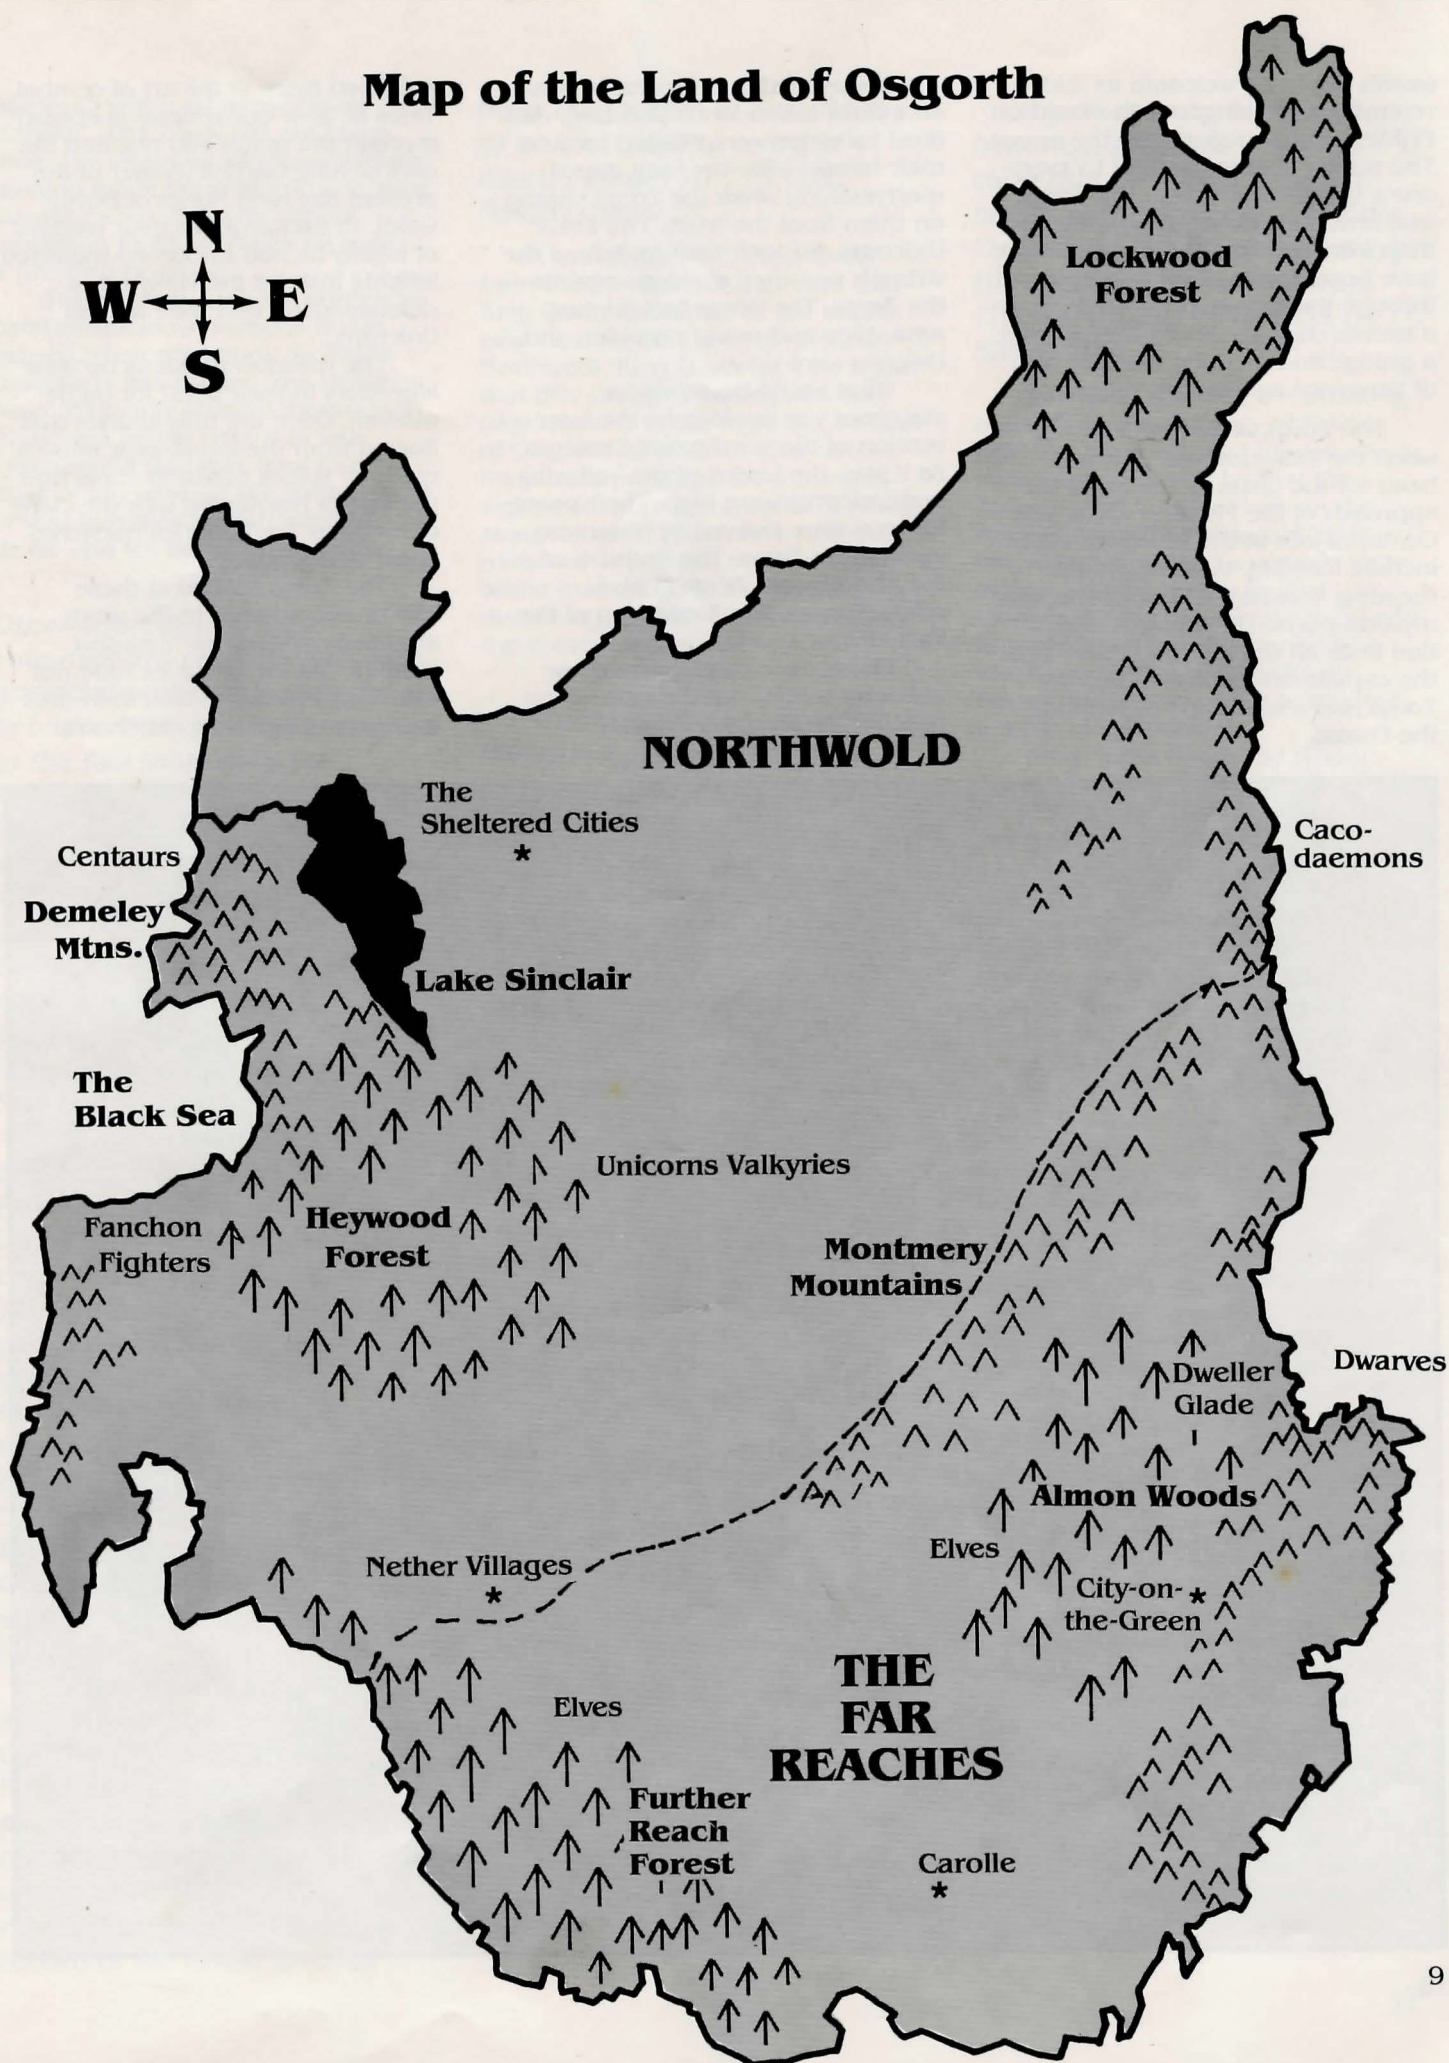 Map of the Land of Osgorth
N
W E
S
Lockwood
Forest
NORTHWOLD
The
Sheltered Cities
*
Centaurs
Demeley
Mtns.
Lake Sinclair
Caco-
daemons
The
Black Sea
Unicorns Valkyries
Fanchon
Fighters
Heywood
Forest
Montmery
Mountains
Dwarves
Dweller
Glade
Almon Woods
Elves
City-on- *
the-Green
Nether Villages
*
THE
FAR
REACHES
Elves
Further
Reach
Forest
Carolle
*
9